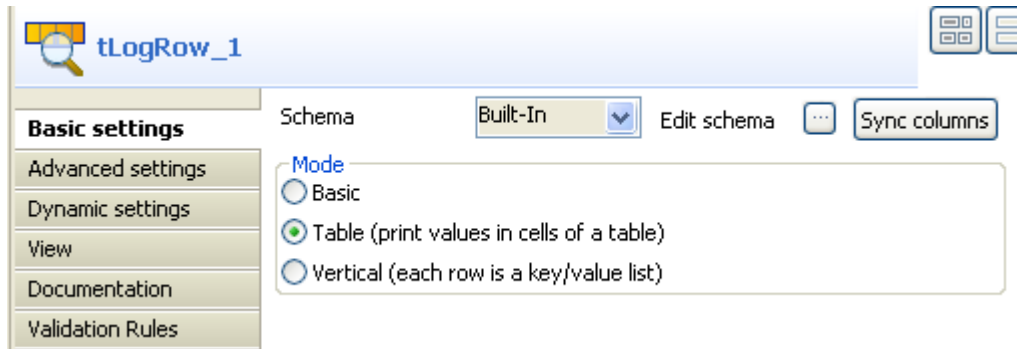 tLogRow_1
Basic settings
Advanced settings
Dynamic settings
View
Documentation
Validation Rules
Schema Built-In Edit schema ... Sync columns
Mode
Basic
Table (print values in cells of a table)
Vertical (each row is a key/value list)